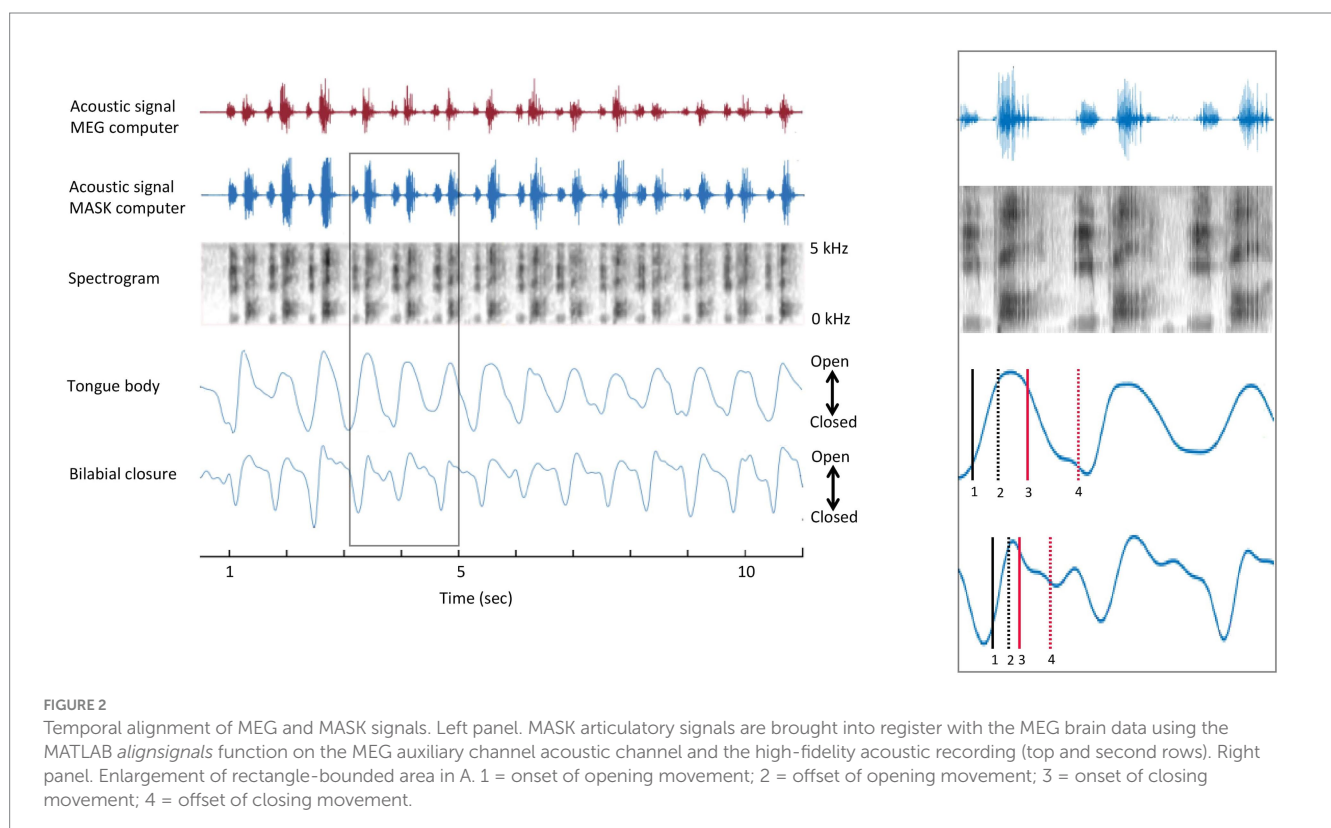 Acoustic signal
MEG computer
Acoustic signal
MASK computer
Spectrogram
5 kHz
0 kHz
Tongue body
Open
Closed
Bilabial closure
Open
Closed
1
5
10
Time (sec)
1
2
3
4
1
2
3
4
FIGURE 2
Temporal alignment of MEG and MASK signals. Left panel. MASK articulatory signals are brought into register with the MEG brain data using the
MATLAB alignsignals function on the MEG auxiliary channel acoustic channel and the high-fidelity acoustic recording (top and second rows). Right
panel. Enlargement of rectangle-bounded area in A. 1 = onset of opening movement; 2 = offset of opening movement; 3 = onset of closing
movement; 4 = offset of closing movement.